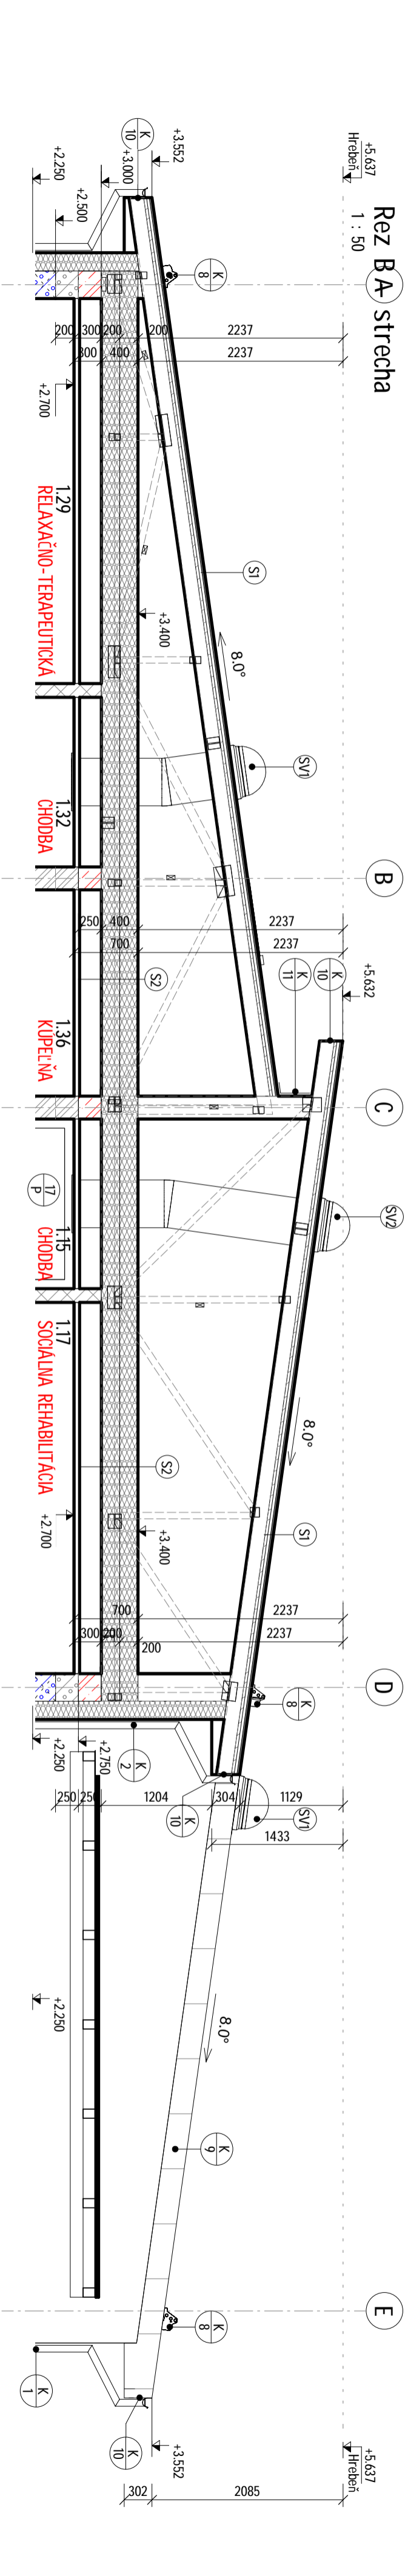 Rez B-B strecha
1 : 50
A
B
C
D
E
+5.637
Hrebeň
+3.552
+3.000
+2.500
+2.250
K
10
K
8
200
300
200
200
2237
300
400
2237
+2.700
1.29
RELAXAČNO-TERAPEUTICKÁ
S1
+3.400
8.0°
SV1
1.32
CHODBA
250
400
2237
700
2237
S2
+5.632
K
11
K
10
1.36
KÚPEĽŇA
17
P
SV2
1.15
CHODBA
1.17
SOCIÁLNA REHABILITÁCIA
8.0°
S2
S1
+2.700
+3.400
700
2237
300
200
200
2237
K
8
+2.250
+2.750
K
2
K
10
SV1
250
250
1204
304
1129
1433
+2.250
8.0°
K
9
K
8
K
1
K
10
+3.552
+5.637
Hrebeň
302
2085